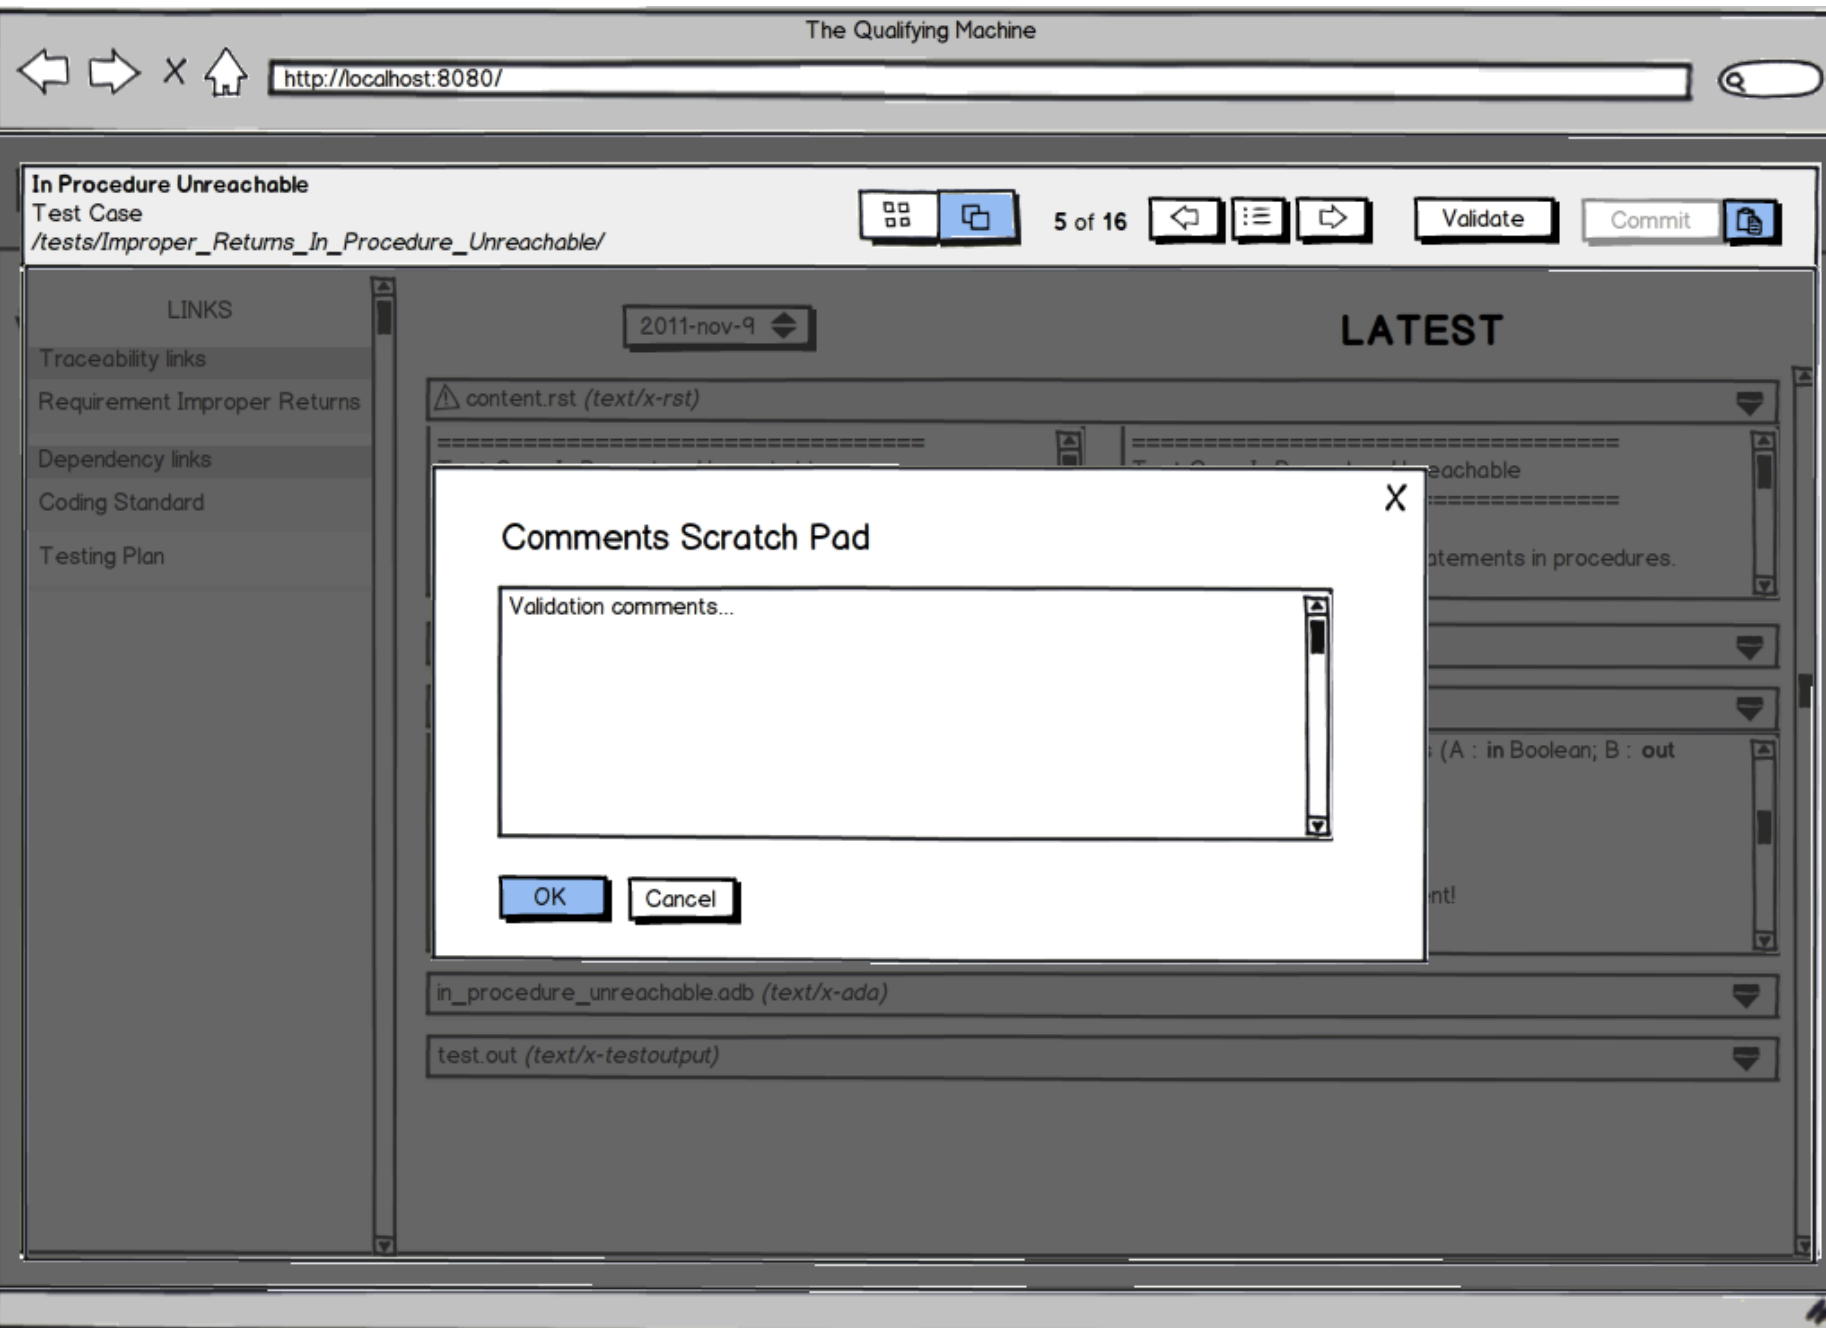 The Qualifying Machine
http://localhost:8080/
In Procedure Unreachable
Test Case
/tests/Improper_Returns_In_Procedure_Unreachable/
5 of 16
Validate
Commit
LINKS
Traceability links
Requirement Improper Returns
Dependency links
Coding Standard
Testing Plan
2011-nov-9
LATEST
content.rst (text/x-rst)
==================================
==================================
eachable
==============
atements in procedures.
X
Comments Scratch Pad
Validation comments...
OK
Cancel
(A : in Boolean; B : out
nt!
in_procedure_unreachable.adb (text/x-ada)
test.out (text/x-testoutput)